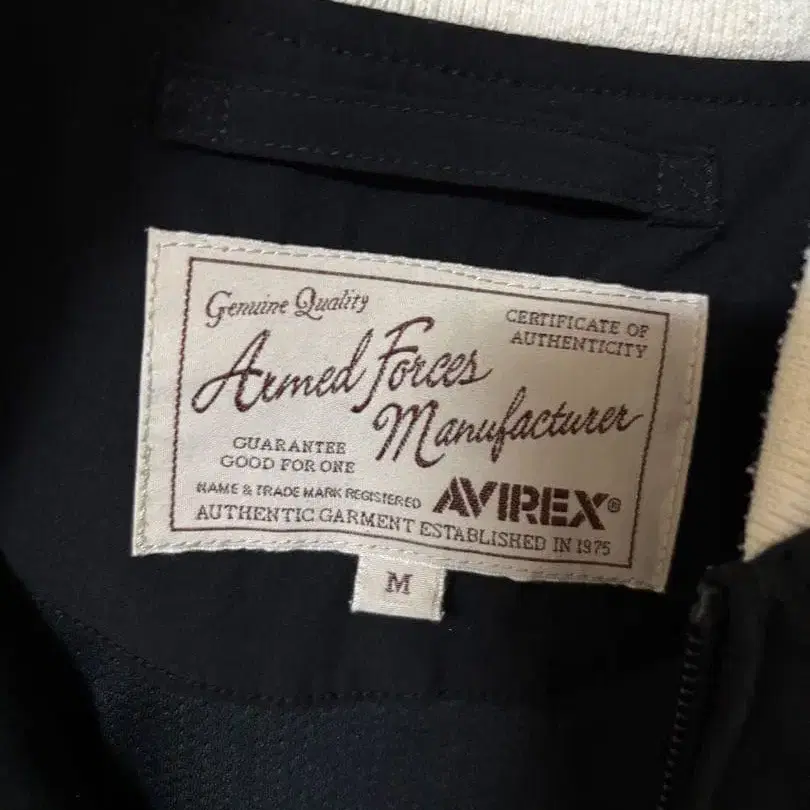 Genuine Quality
CERTIFICATE OF
AUTHENTICITY
Armed Forces
Manufacturer
GUARANTEE
GOOD FOR ONE
NAME & TRADE MARK REGISTERED
AVIREX®
AUTHENTIC GARMENT ESTABLISHED IN 1975
M